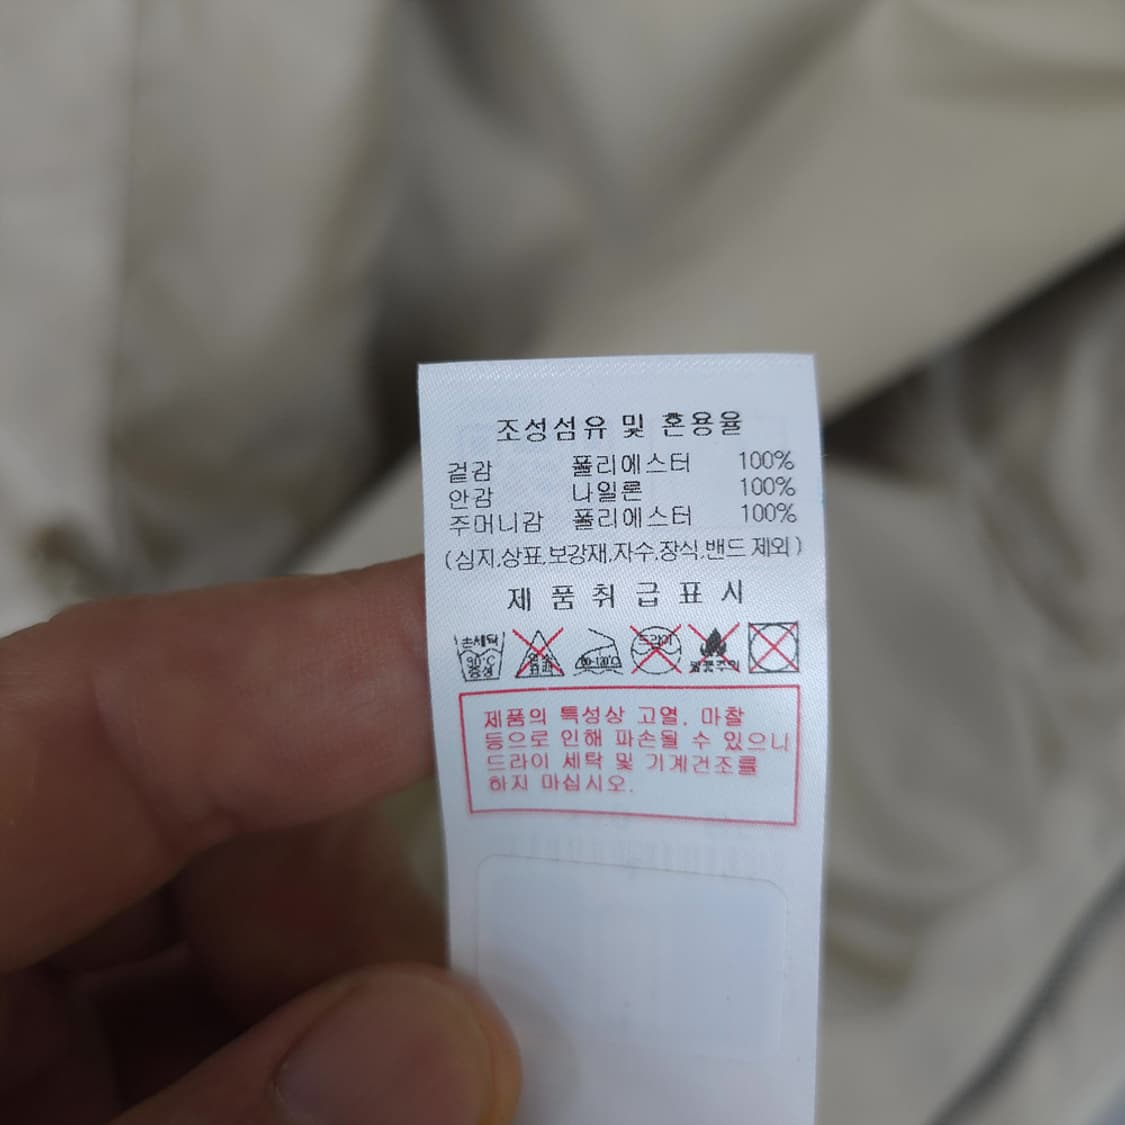 조성섬유 및 혼용율
겉감 폴리에스터 100%
안감 나일론 100%
주머니감 폴리에스터 100%
(심지,상표,보강재,자수,장식,밴드 제외)
제품취급표시
손세탁 드라이
중성 80-120℃
제품의 특성상 고열, 마찰
등으로 인해 파손될 수 있으니
드라이 세탁 및 기계건조를
하지 마십시오.